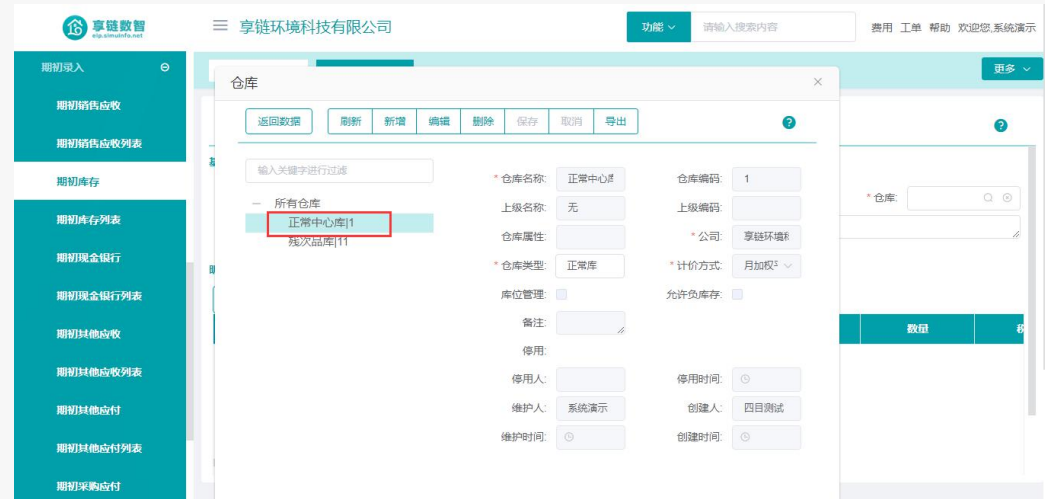 享链数智
slp.simuinfo.net
享链环境科技有限公司
功能
请输入搜索内容
费用 工单 帮助 欢迎您,系统演示
期初录入
更多
期初销售应收
期初销售应收列表
期初库存
期初库存列表
期初现金银行
期初现金银行列表
期初其他应收
期初其他应收列表
期初其他应付
期初其他应付列表
期初采购应付
仓库
返回数据 刷新 新增 编辑 删除 保存 取消 导出
输入关键字进行过滤
所有仓库
正常中心库|1
残次品库|11
* 仓库名称: 正常中心 仓库编码: 1
上级名称: 无 上级编码:
仓库属性: * 公司: 享链环境
* 仓库类型: 正常库 * 计价方式: 月加权
库位管理: 允许负库存:
备注:
停用:
停用人: 停用时间:
维护人: 系统演示 创建人: 四目测试
维护时间: 创建时间:
* 仓库:
数量